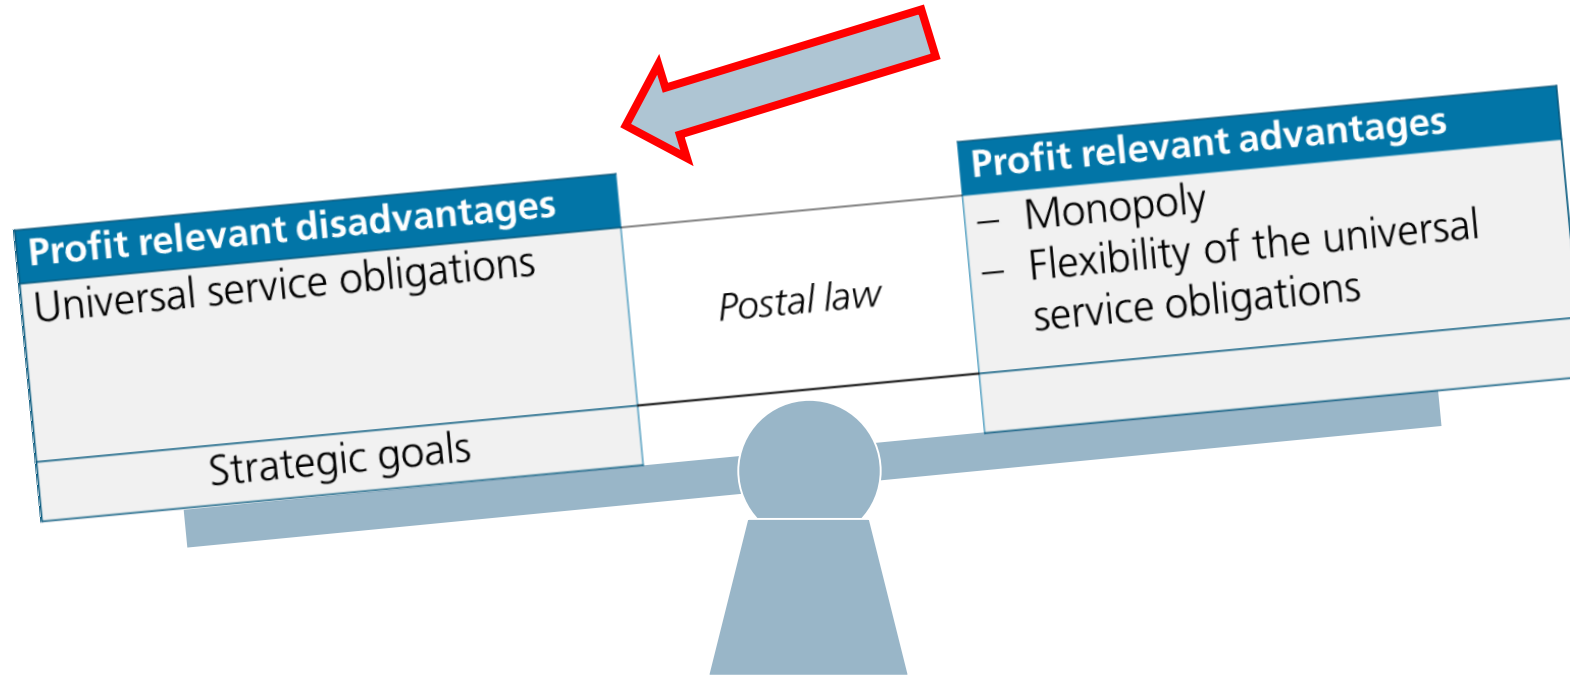 Profit relevant disadvantages
Universal service obligations
Strategic goals
Postal law
Profit relevant advantages
– Monopoly
– Flexibility of the universal
service obligations